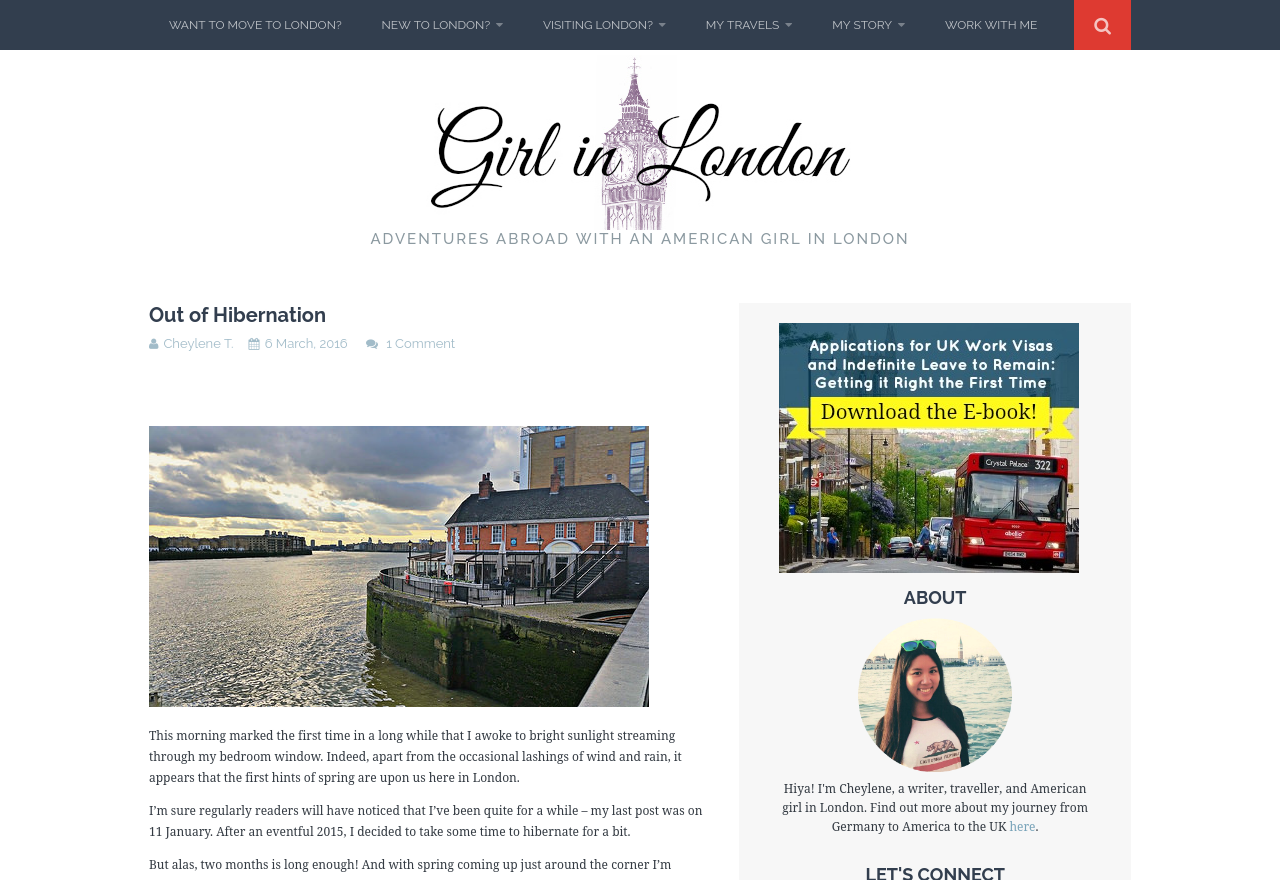 WANT TO MOVE TO LONDON? NEW TO LONDON? VISITING LONDON? MY TRAVELS MY STORY WORK WITH ME
Girl in London
ADVENTURES ABROAD WITH AN AMERICAN GIRL IN LONDON
Out of Hibernation
Cheylene T. 6 March, 2016 1 Comment
This morning marked the first time in a long while that I awoke to bright sunlight streaming
through my bedroom window. Indeed, apart from the occasional lashings of wind and rain, it
appears that the first hints of spring are upon us here in London.
I’m sure regularly readers will have noticed that I’ve been quite for a while – my last post was on
11 January. After an eventful 2015, I decided to take some time to hibernate for a bit.
But alas, two months is long enough! And with spring coming up just around the corner I’m
Applications for UK Work Visas
and Indefinite Leave to Remain:
Getting it Right the First Time
Download the E-book!
Crystal Palace 322
abellio
ABOUT
Hiya! I'm Cheylene, a writer, traveller, and American
girl in London. Find out more about my journey from
Germany to America to the UK here.
LET'S CONNECT